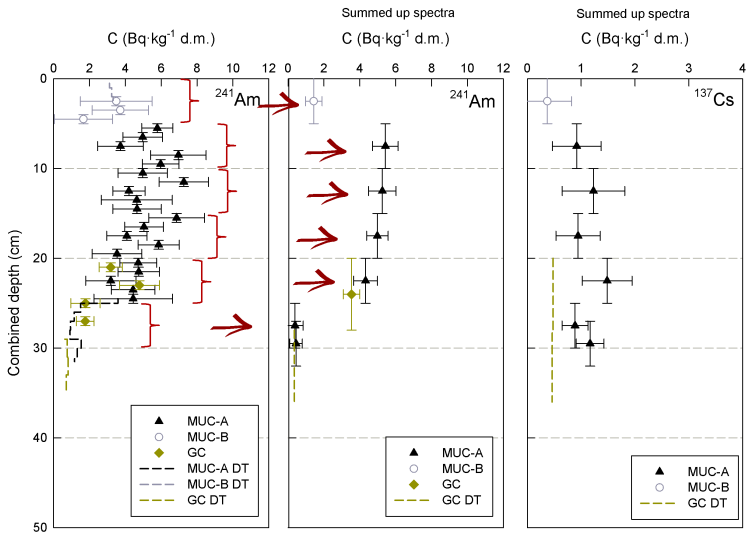 Summed up spectra
Summed up spectra
C (Bq·kg⁻¹ d.m.)
C (Bq·kg⁻¹ d.m.)
C (Bq·kg⁻¹ d.m.)
0 2 4 6 8 10 12
0 2 4 6 8 10
0 1 2 3 4
²⁴¹Am
²⁴¹Am
¹³⁷Cs
Combined depth (cm)
0
10
20
30
40
50
MUC-A
MUC-B
GC
MUC-A DT
MUC-B DT
GC DT
MUC-A
MUC-B
GC
GC DT
MUC-A
MUC-B
GC DT